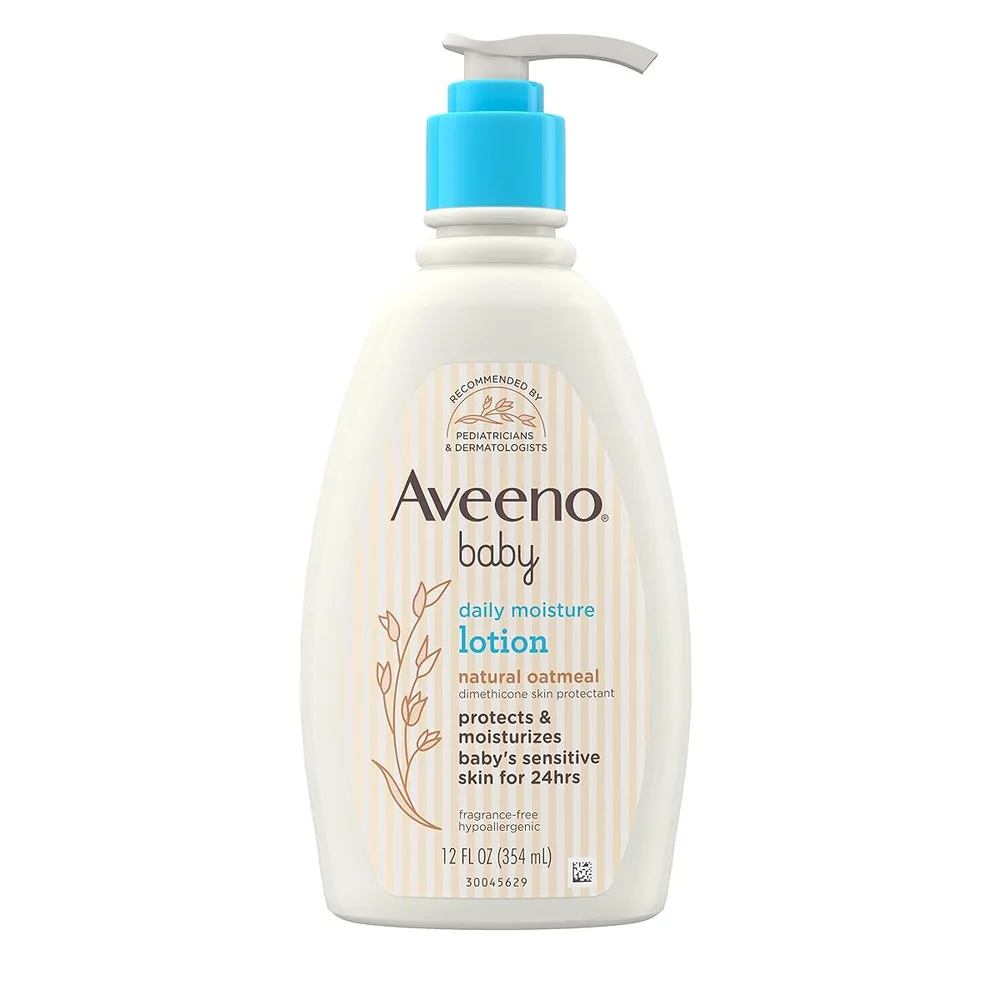 RECOMMENDED BY
PEDIATRICIANS
& DERMATOLOGISTS
Aveeno®
baby
daily moisture
lotion
natural oatmeal
dimethicone skin protectant
protects &
moisturizes
baby's sensitive
skin for 24hrs
fragrance-free
hypoallergenic
12 FL OZ (354 mL)
30045629